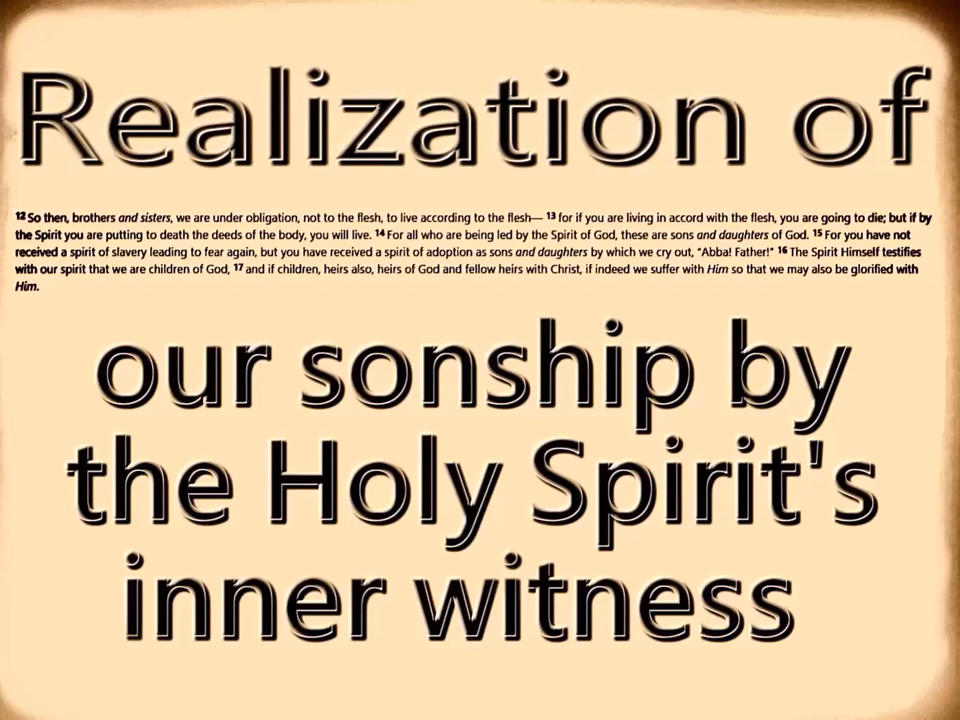 Realization of
12 So then, brothers and sisters, we are under obligation, not to the flesh, to live according to the flesh— 13 for if you are living in accord with the flesh, you are going to die; but if by
the Spirit you are putting to death the deeds of the body, you will live. 14 For all who are being led by the Spirit of God, these are sons and daughters of God. 15 For you have not
received a spirit of slavery leading to fear again, but you have received a spirit of adoption as sons and daughters by which we cry out, "Abba! Father!" 16 The Spirit Himself testifies
with our spirit that we are children of God, 17 and if children, heirs also, heirs of God and fellow heirs with Christ, if indeed we suffer with Him so that we may also be glorified with
Him.
our sonship by
the Holy Spirit's
inner witness